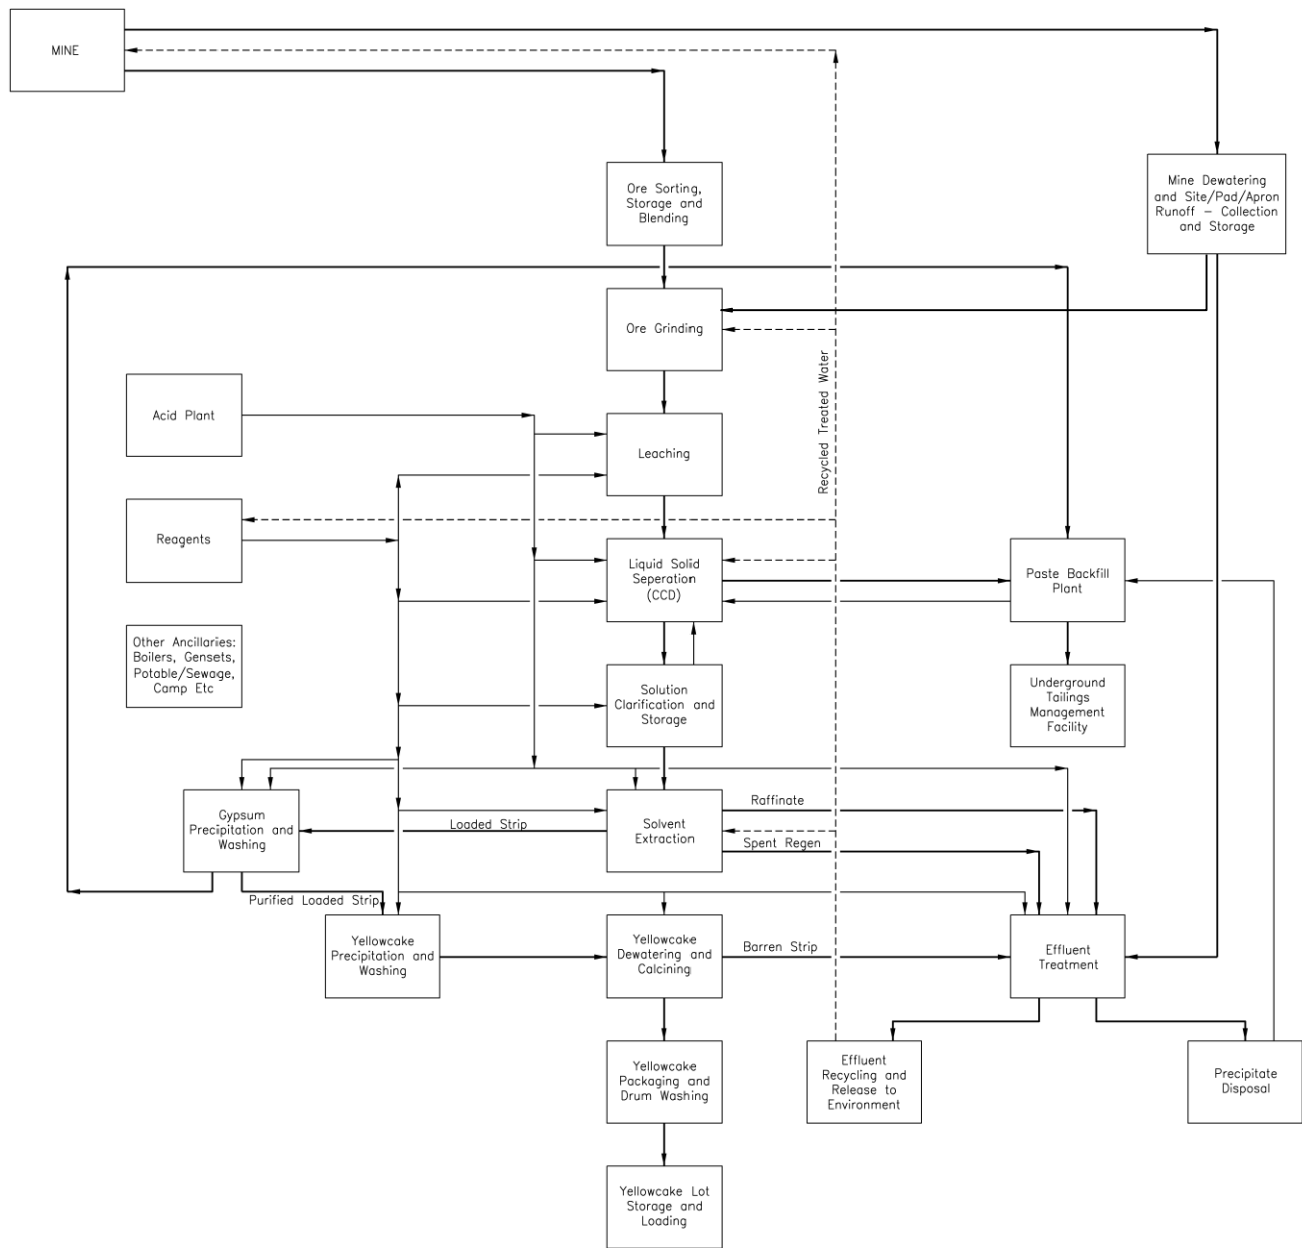 MINE
Ore Sorting,
Storage and
Blending
Mine Dewatering
and Site/Pad/Apron
Runoff – Collection
and Storage
Ore Grinding
Recycled Treated Water
Acid Plant
Leaching
Reagents
Liquid Solid
Seperation
(CCD)
Paste Backfill
Plant
Other Ancillaries:
Boilers, Gensets,
Potable/Sewage,
Camp Etc
Solution
Clarification and
Storage
Underground
Tailings
Management
Facility
Gypsum
Precipitation and
Washing
Loaded Strip
Solvent
Extraction
Raffinate
Spent Regen
Purified Loaded Strip
Yellowcake
Precipitation and
Washing
Yellowcake
Dewatering and
Calcining
Barren Strip
Effluent
Treatment
Yellowcake
Packaging and
Drum Washing
Effluent
Recycling and
Release to
Environment
Precipitate
Disposal
Yellowcake Lot
Storage and
Loading